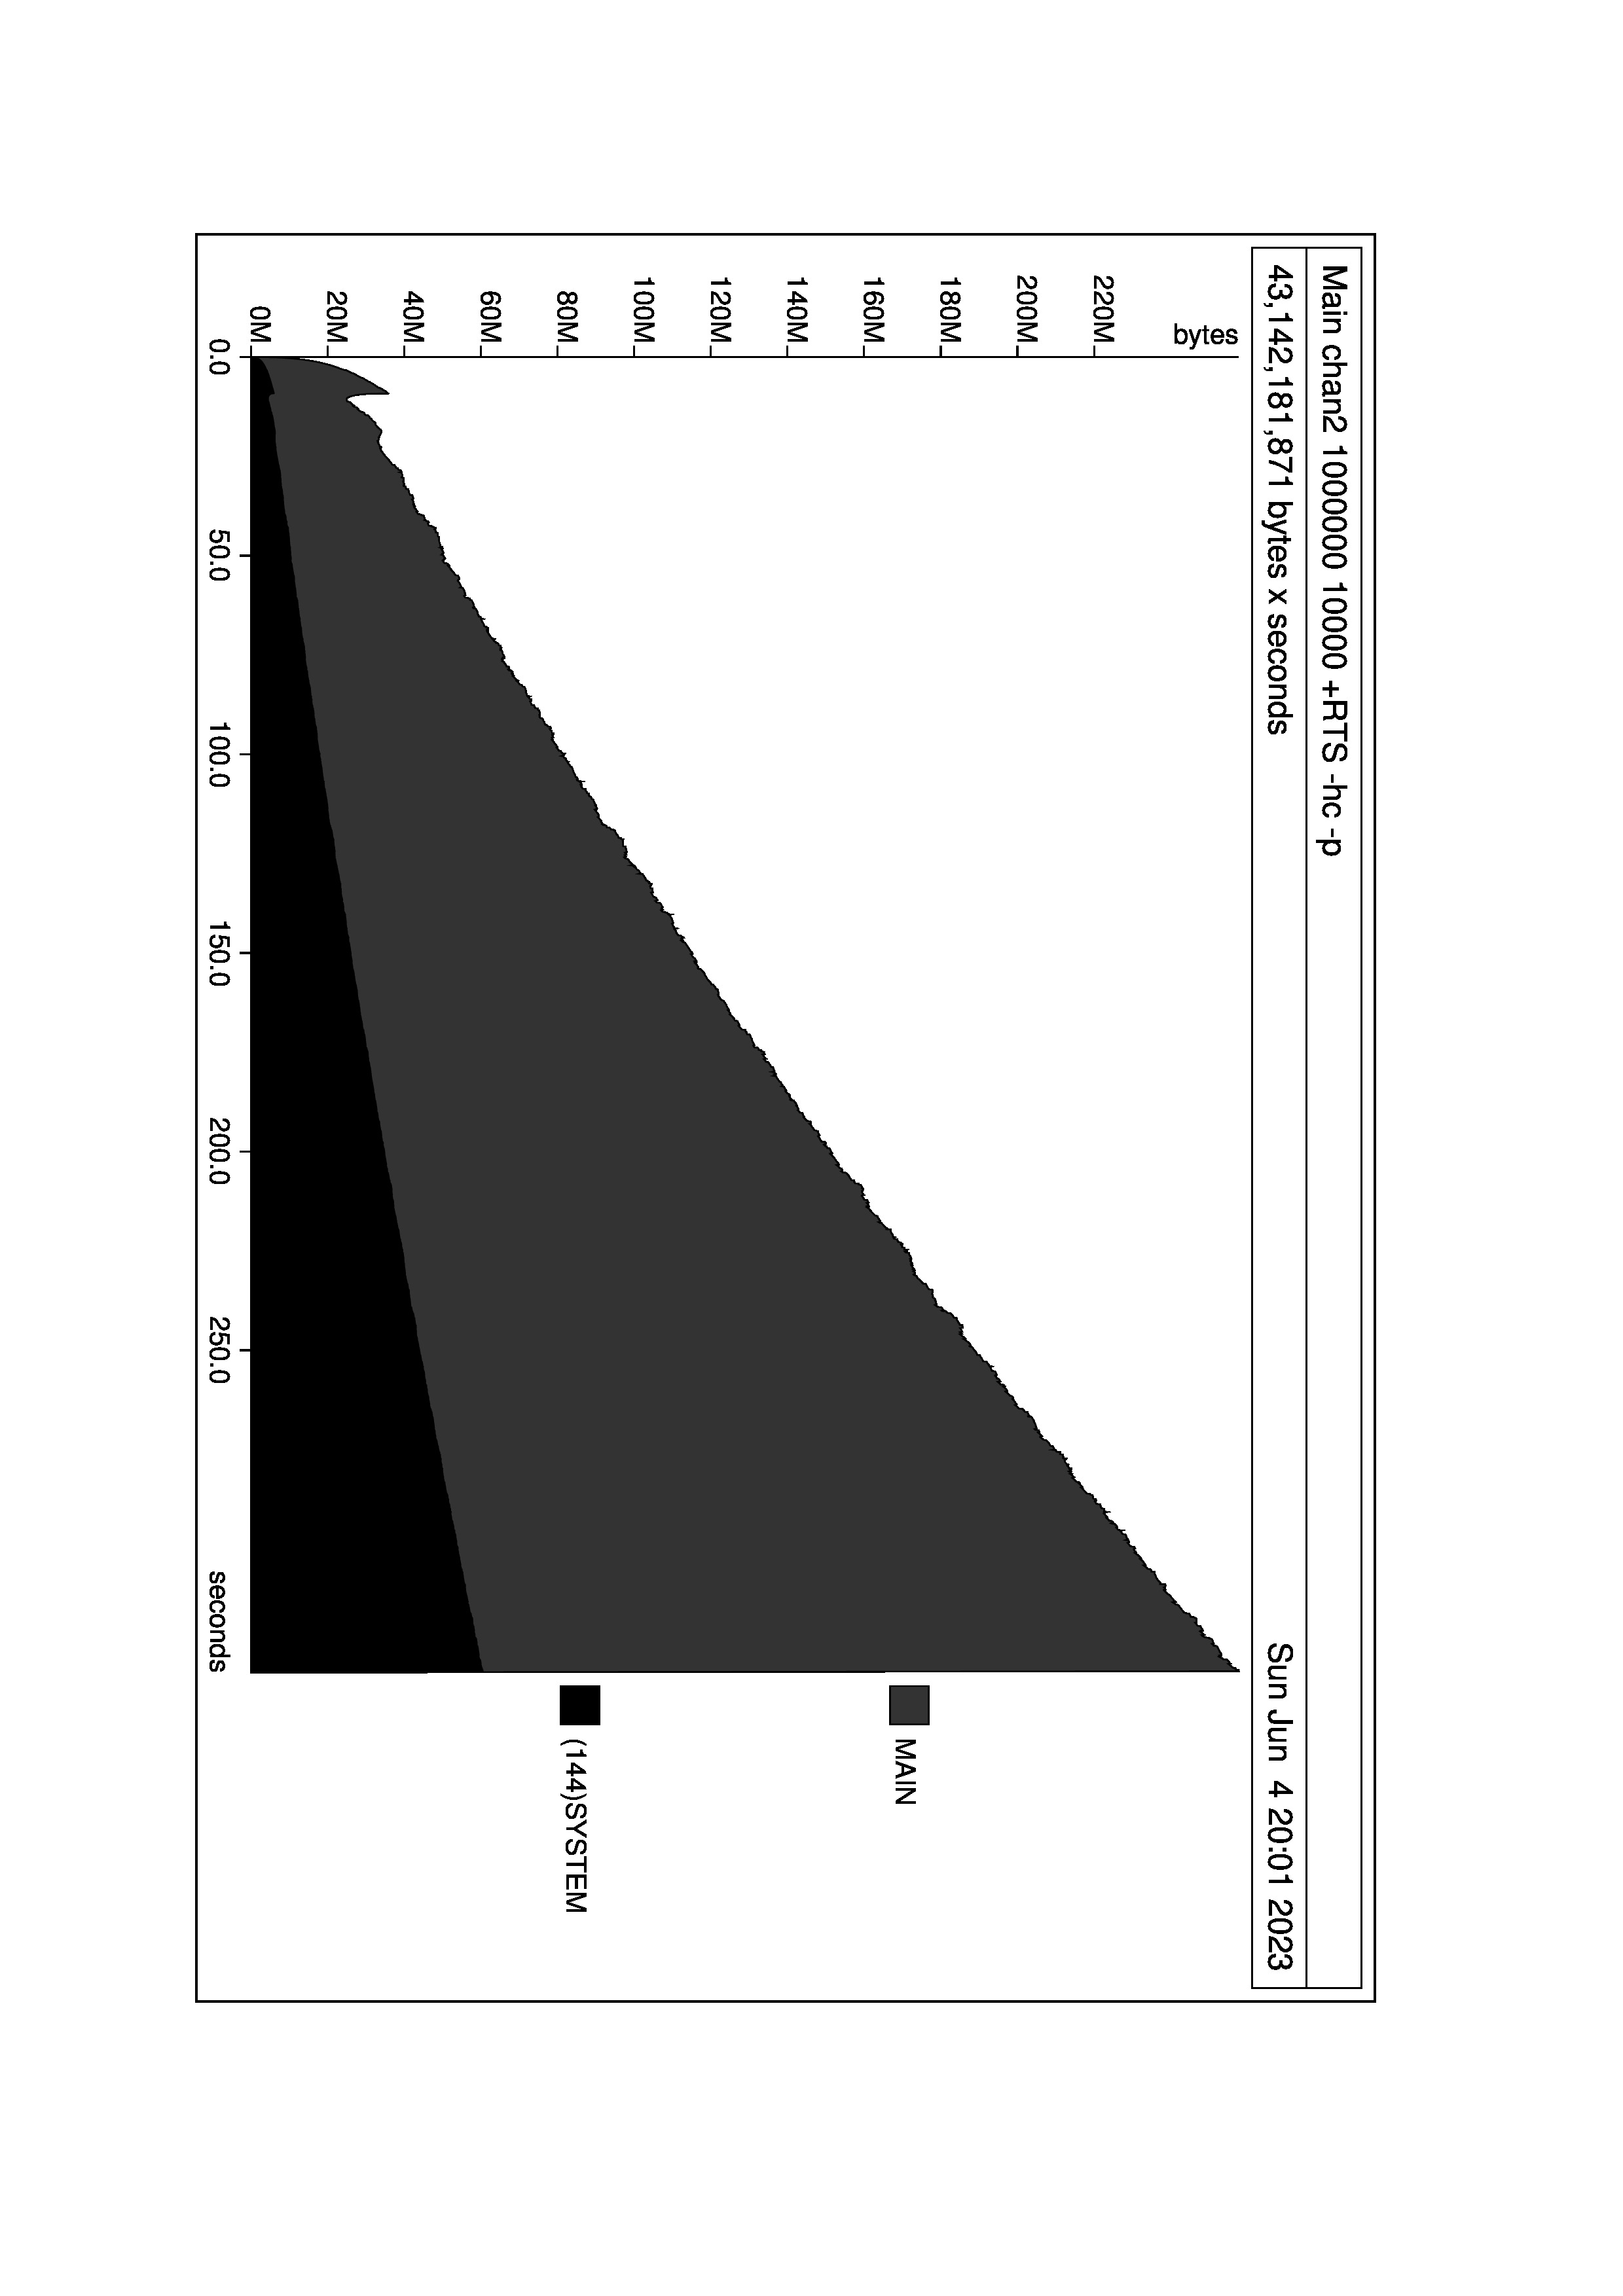 Main chan2 1000000 10000 +RTS -hc -p
43,142,181,871 bytes x seconds Sun Jun  4 20:01 2023
bytes
220M
200M
180M
160M
140M
120M
100M
80M
60M
40M
20M
0M
MAIN
(144)SYSTEM
0.0 50.0 100.0 150.0 200.0 250.0 seconds